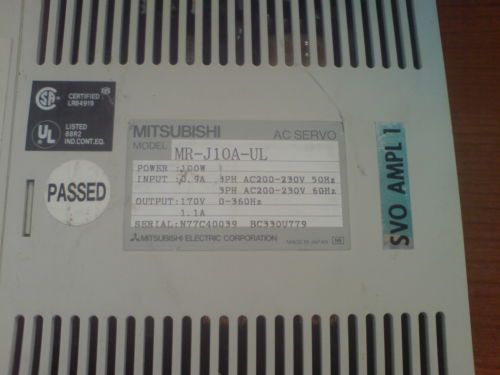 CSA
CERTIFIED
LR84919
UL
LISTED
88R2
IND.CONT.EQ.
PASSED
MITSUBISHI AC SERVO
MODEL MR-J10A-UL
POWER :100W
INPUT :0.9A 3PH AC200-230V 50Hz
3PH AC200-230V 60Hz
OUTPUT:170V 0-360Hz
1.1A
SERIAL:N77C40039 BC330U779
MITSUBISHI ELECTRIC CORPORATION MADE IN JAPAN
SVO AMPL 1